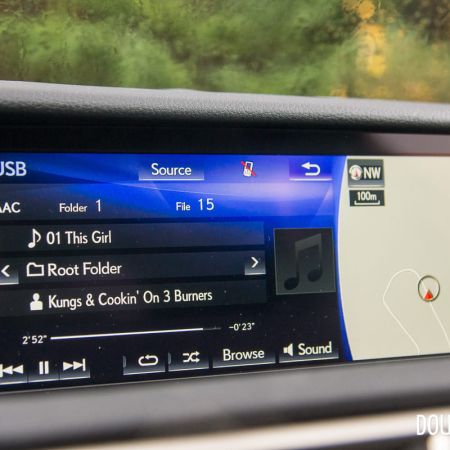 USB Source NW
100m
AAC Folder 1 File 15
01 This Girl
Root Folder
Kungs & Cookin' On 3 Burners
2'52" -0'23"
Browse Sound
DOU